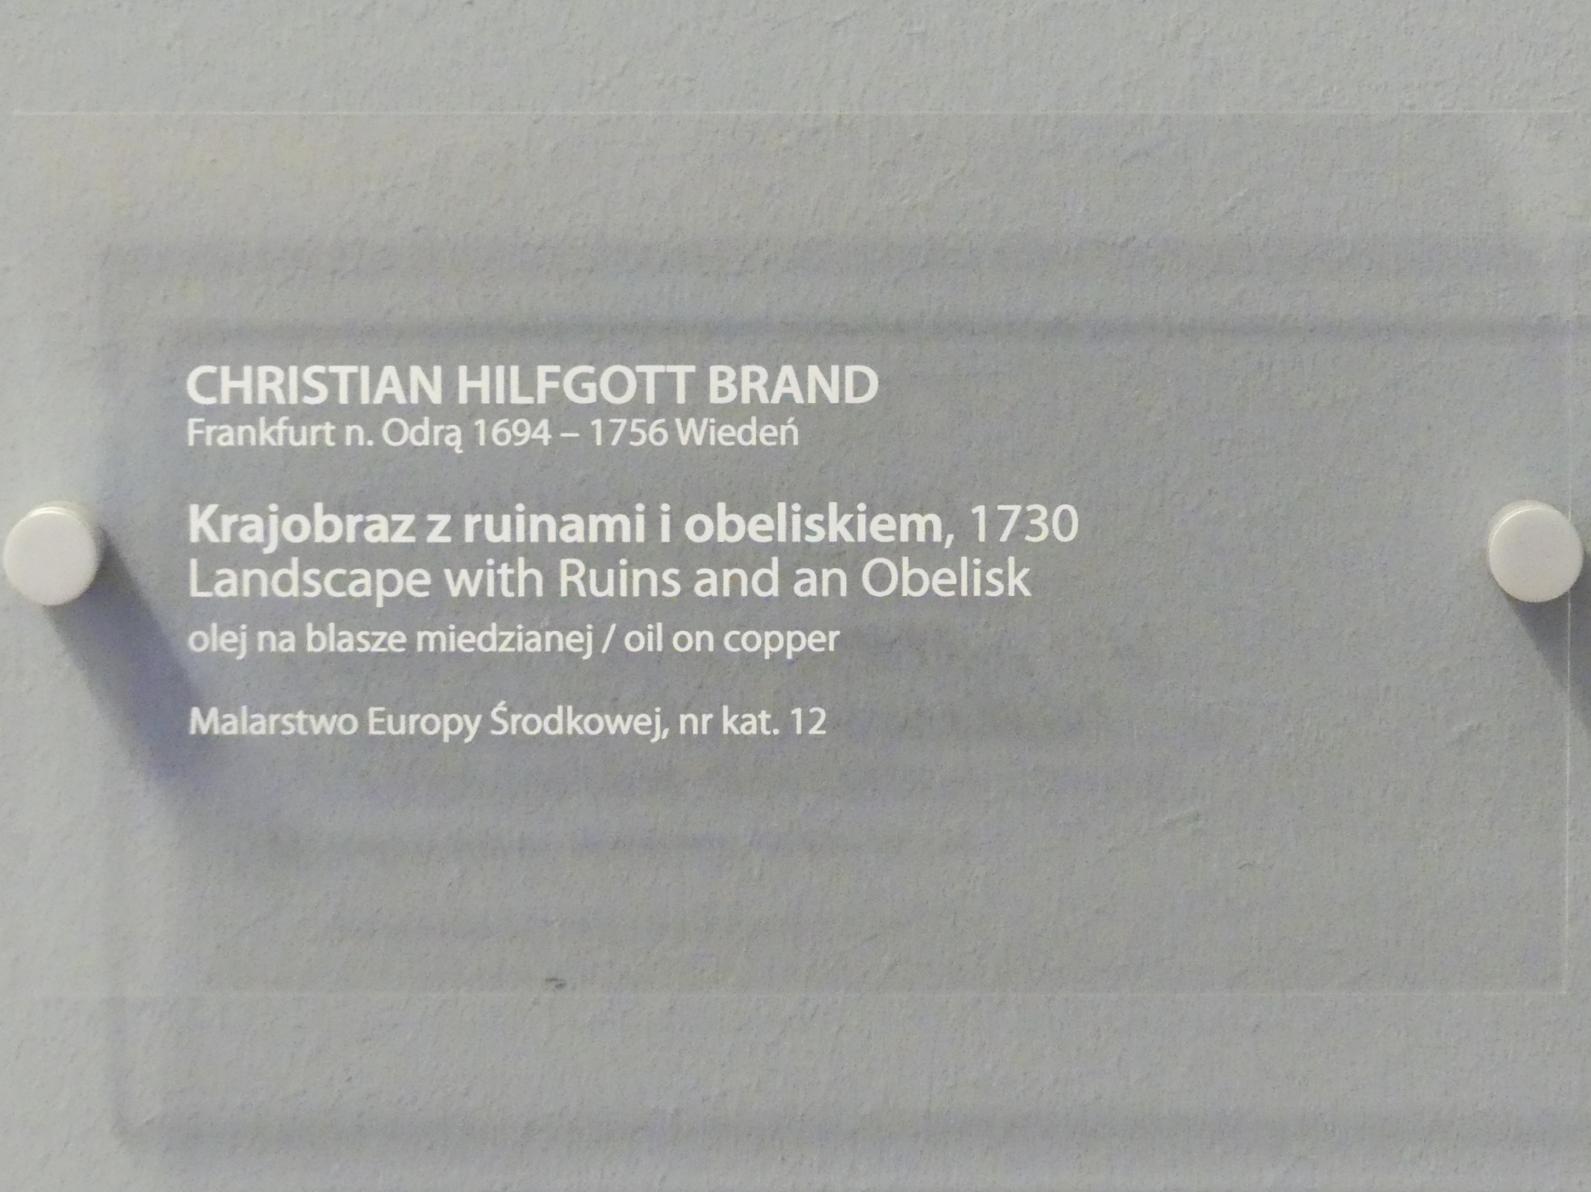 CHRISTIAN HILFGOTT BRAND
Frankfurt n. Odrą 1694 – 1756 Wiedeń
Krajobraz z ruinami i obeliskiem, 1730
Landscape with Ruins and an Obelisk
olej na blasze miedzianej / oil on copper
Malarstwo Europy Środkowej, nr kat. 12